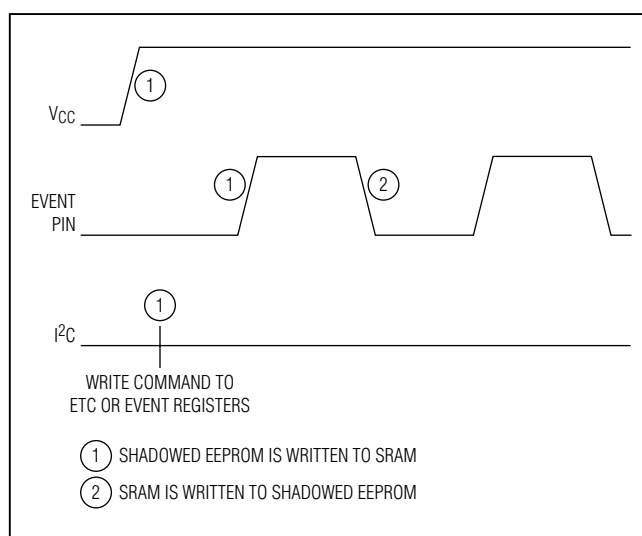 1
VCC
EVENT
PIN
1
2
1
I2C
WRITE COMMAND TO
ETC OR EVENT REGISTERS
1 SHADOWED EEPROM IS WRITTEN TO SRAM
2 SRAM IS WRITTEN TO SHADOWED EEPROM